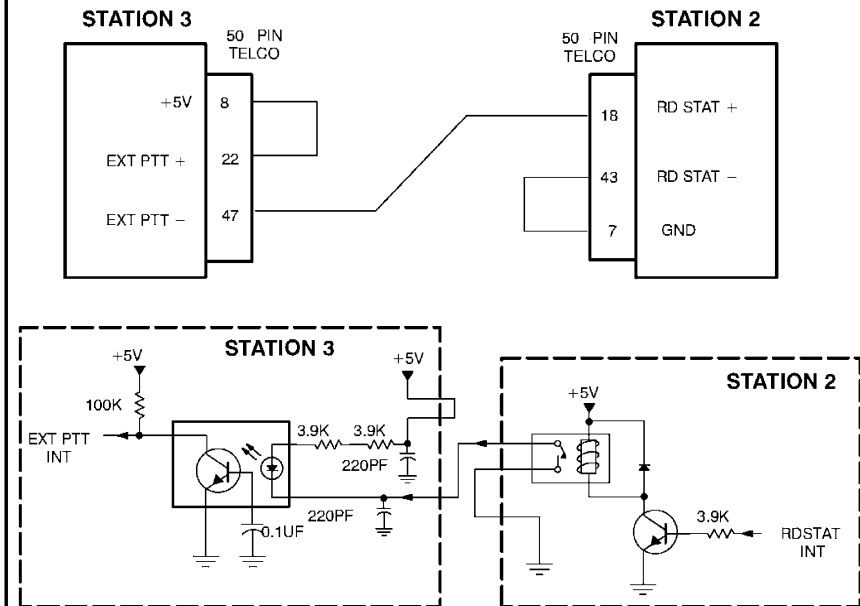 STATION 3
50 PIN
TELCO
+5V
8
EXT PTT +
22
EXT PTT −
47
STATION 2
50 PIN
TELCO
18
RD STAT +
43
RD STAT −
7
GND
STATION 3
+5V
100K
EXT PTT
INT
3.9K
3.9K
+5V
220PF
220PF
0.1UF
STATION 2
+5V
3.9K
RDSTAT
INT